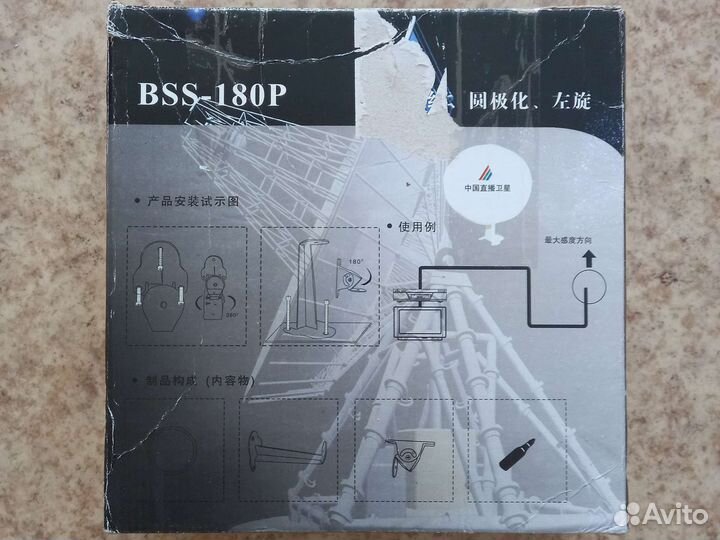 BSS-180P
圆极化、左旋
中国直播卫星
• 产品安装试示图
• 使用例
最大感度方向
180°
360°
• 制品构成 (内容物)
Avito